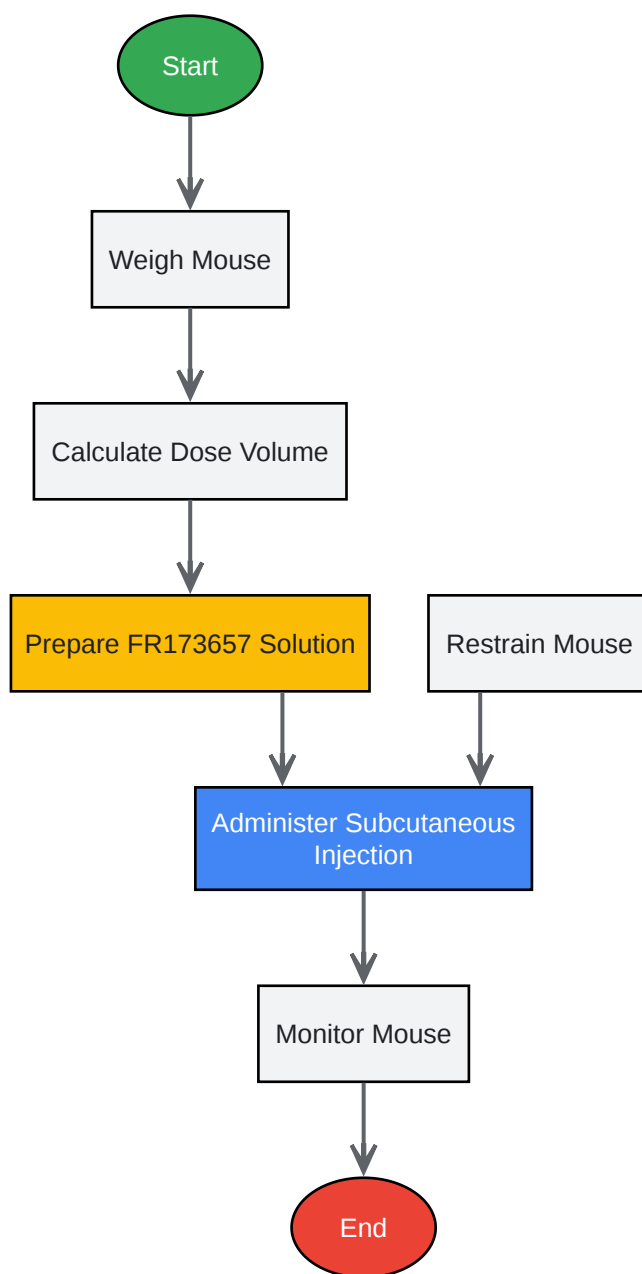 Start
Weigh Mouse
Calculate Dose Volume
Prepare FR173657 Solution
Restrain Mouse
Administer Subcutaneous
Injection
Monitor Mouse
End